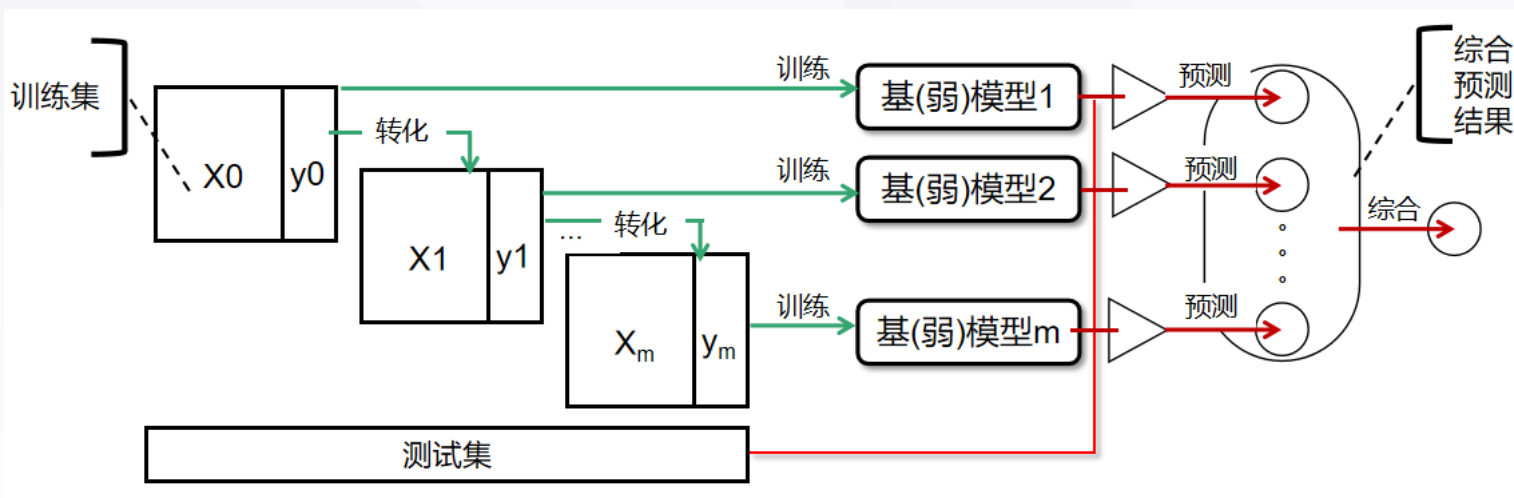 训练集
X0
y0
转化
X1
y1
...
转化
Xm
ym
训练
基(弱)模型1
训练
基(弱)模型2
训练
基(弱)模型m
预测
预测
预测
综合
预测
结果
综合
测试集